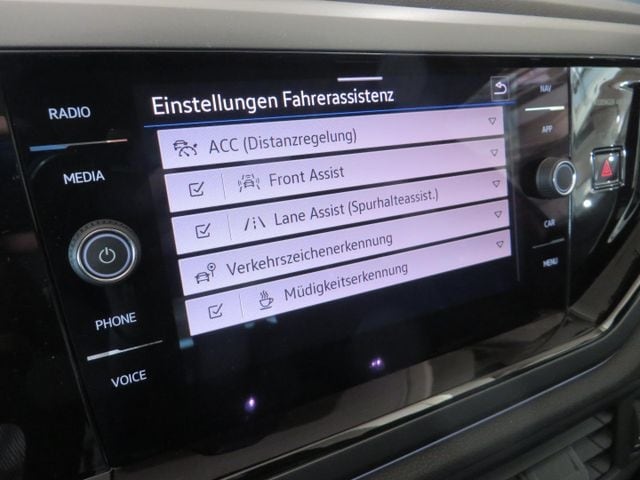 RADIO
MEDIA
PHONE
VOICE
Einstellungen Fahrerassistenz
ACC (Distanzregelung)
Front Assist
Lane Assist (Spurhalteassist.)
Verkehrszeichenerkennung
Müdigkeitserkennung
NAV
APP
CAR
MENU